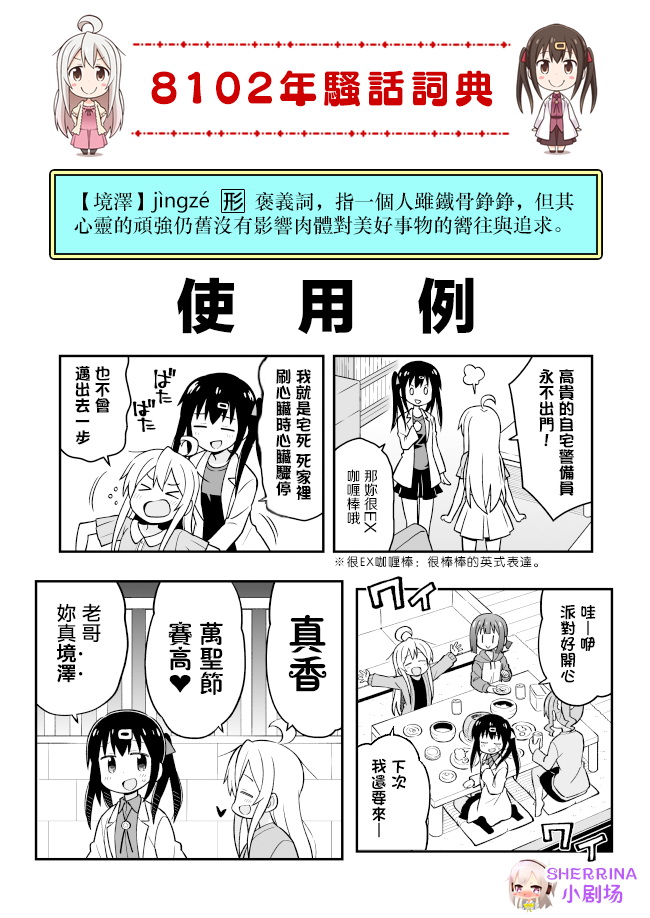 8102年騷話詞典
【境澤】jìngzé 形 褒義詞，指一個人雖鐵骨錚錚，但其
心靈的頑強仍舊沒有影響肉體對美好事物的嚮往與追求。
使用例
高貴的自宅警備員
永不出門！
那妳很EX
咖喱棒哦
※很EX咖喱棒：很棒棒的英式表達。
我就是宅死 死家裡
刷心臟時心臟驟停
也不會
邁出去一步
ばた
ばた
哇—咿
派對好開心
ワイ
下次
我還要來—
ワイ
真香
萬聖節
賽高♥
老哥··
妳真境澤
SHERRINA
小剧场